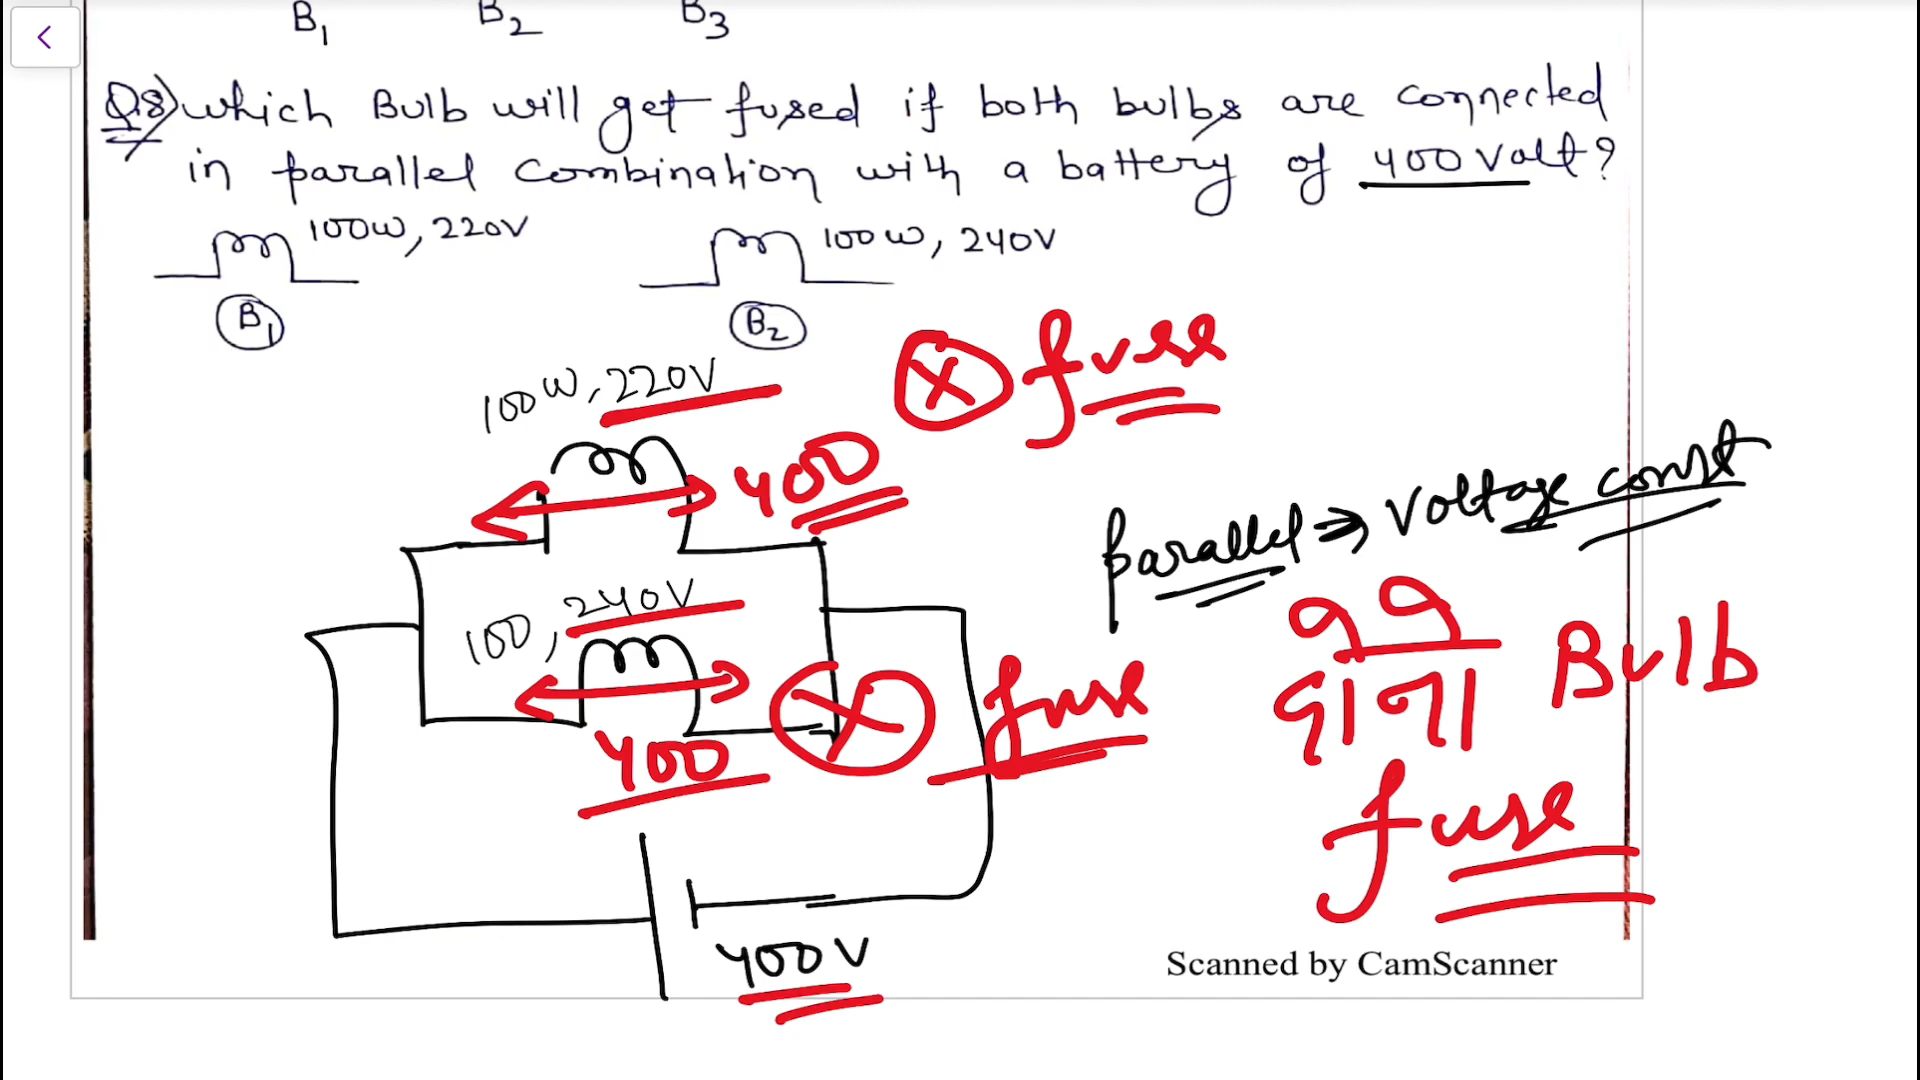 B1 B2 B3
Q.8) which Bulb will get fused if both bulbs are connected
in parallel combination with a battery of 400 Volt?
100W, 220V 100W, 240V
B1 B2
100W, 220V
fuse
400
parallel ⇒ Voltage const
100, 240V
Bulb
fuse
400
fuse
400V
Scanned by CamScanner